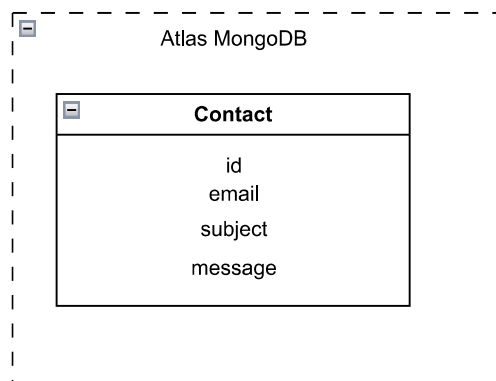 Atlas MongoDB
Contact
id
email
subject
message